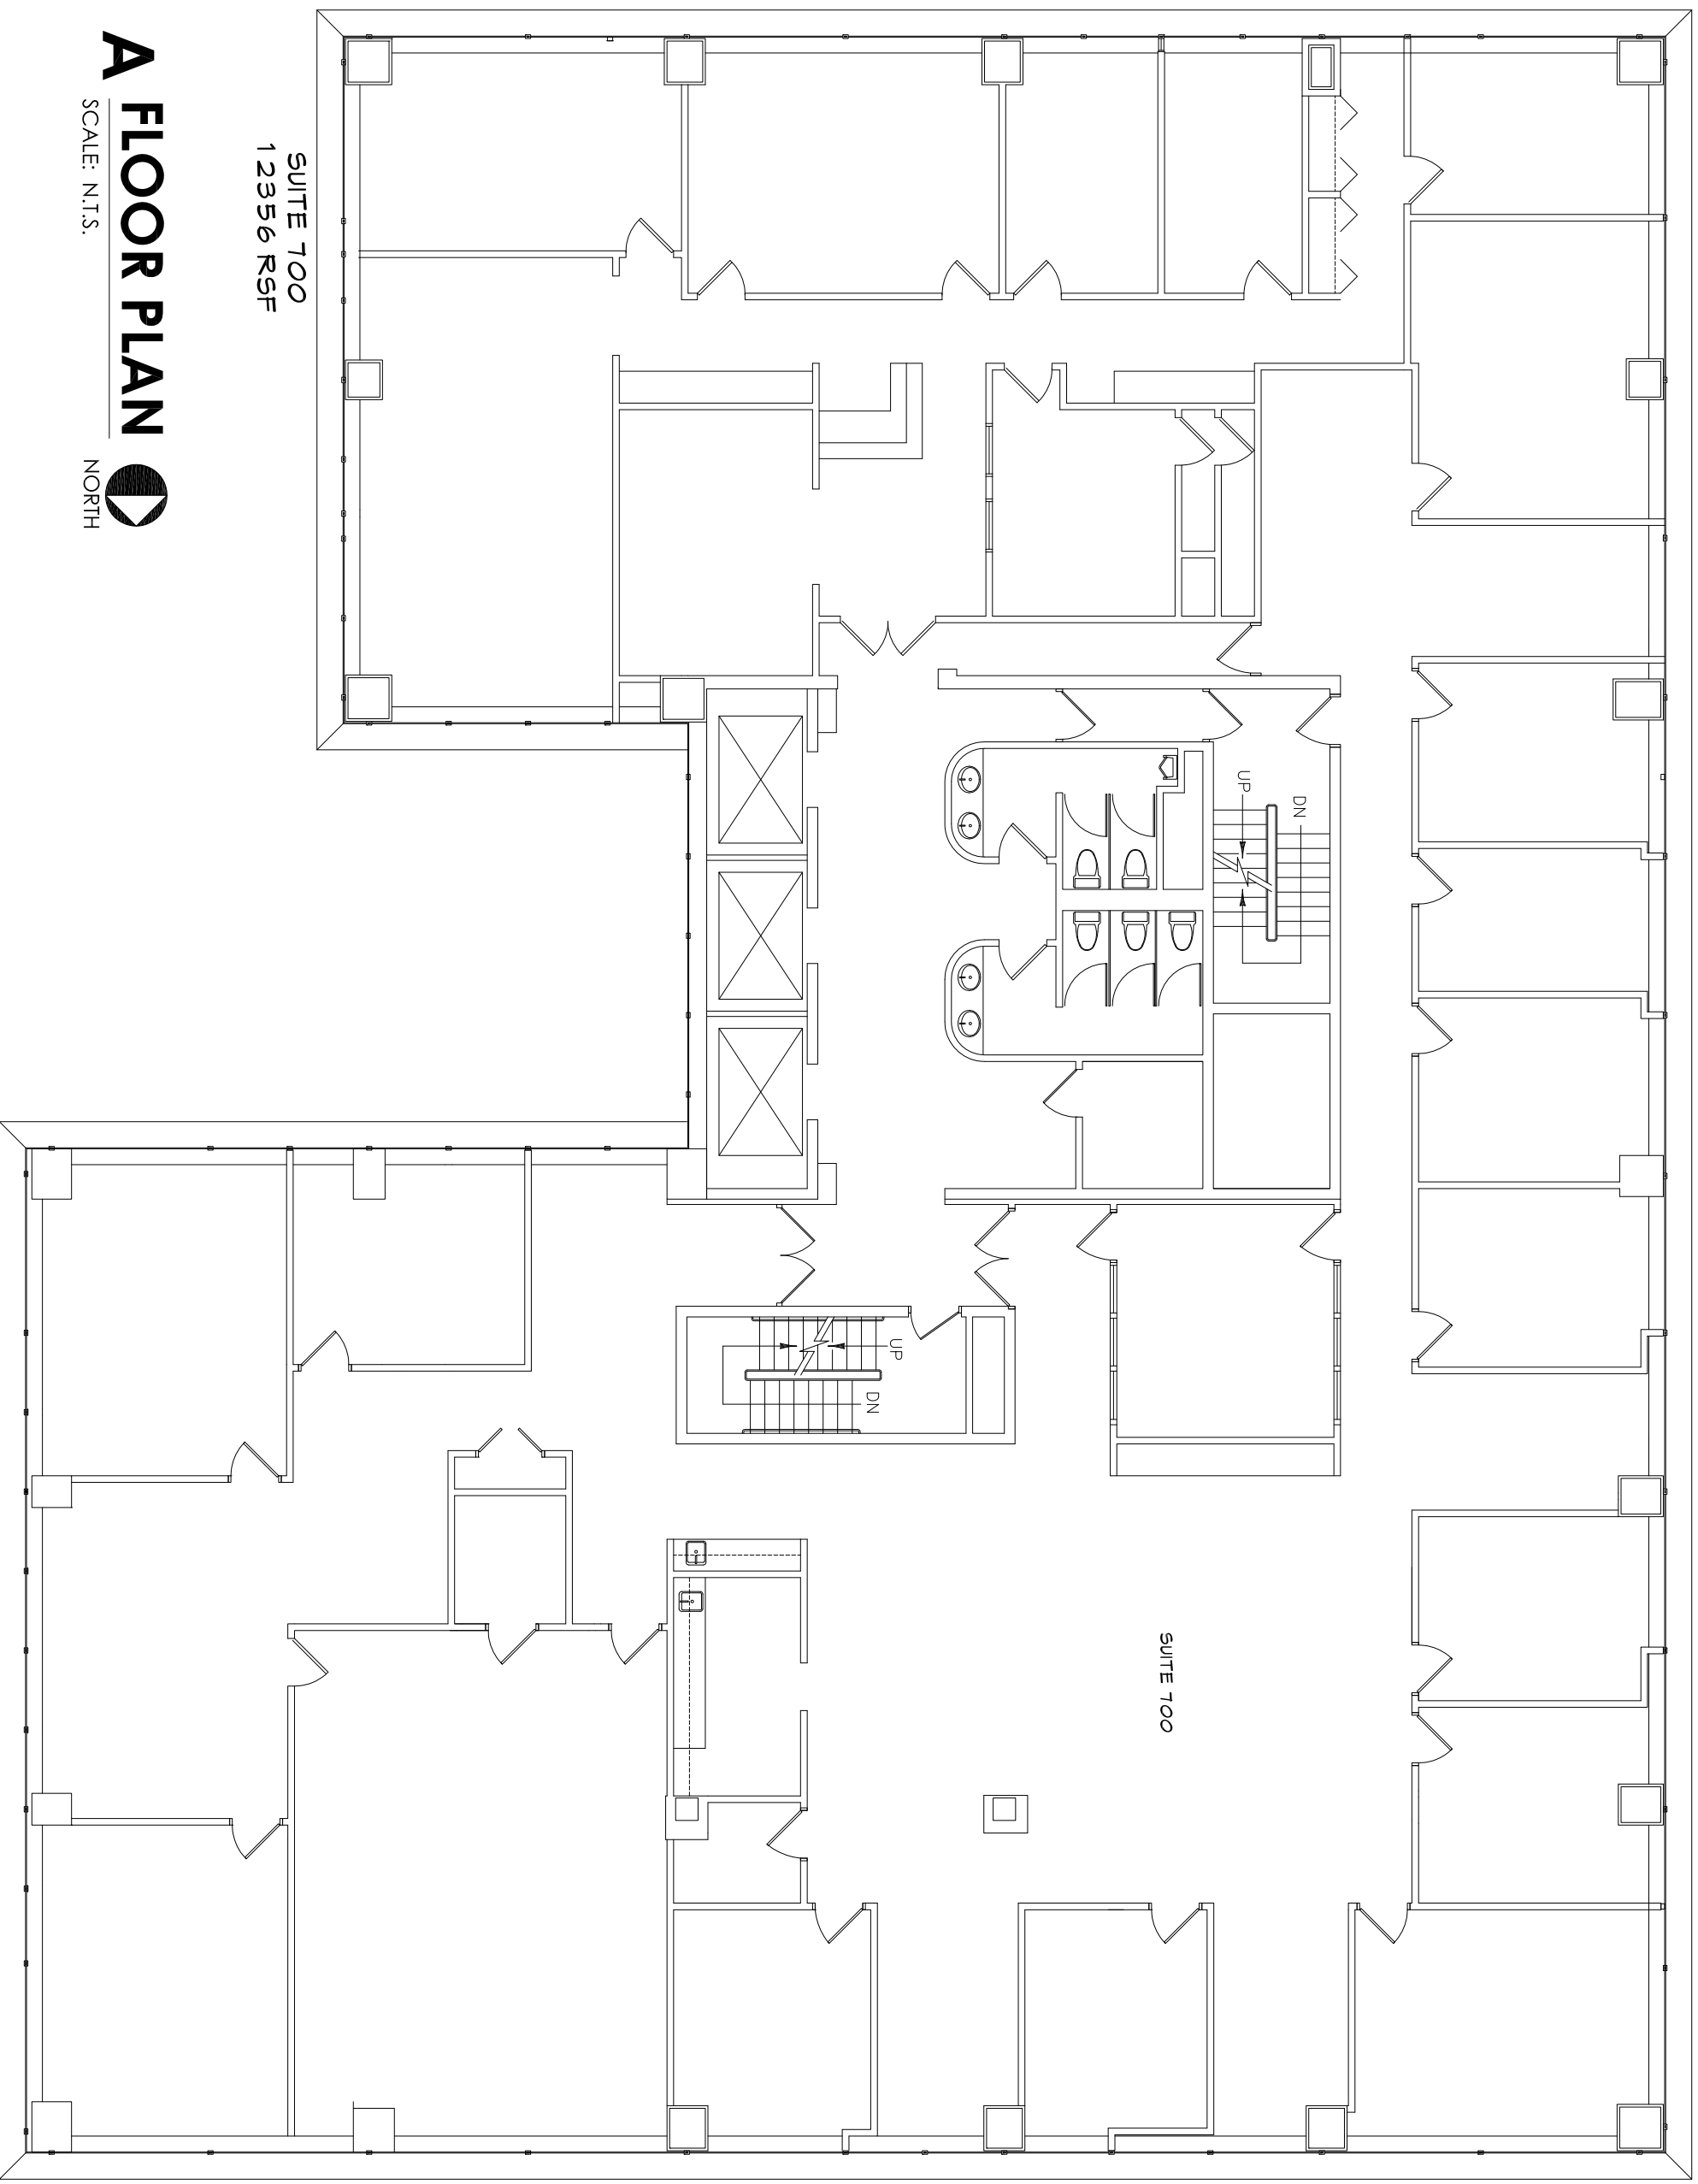 SUITE 700
12356 RSF
UP
DN
UP
DN
SUITE 700
A
FLOOR PLAN
SCALE: N.T.S.
NORTH